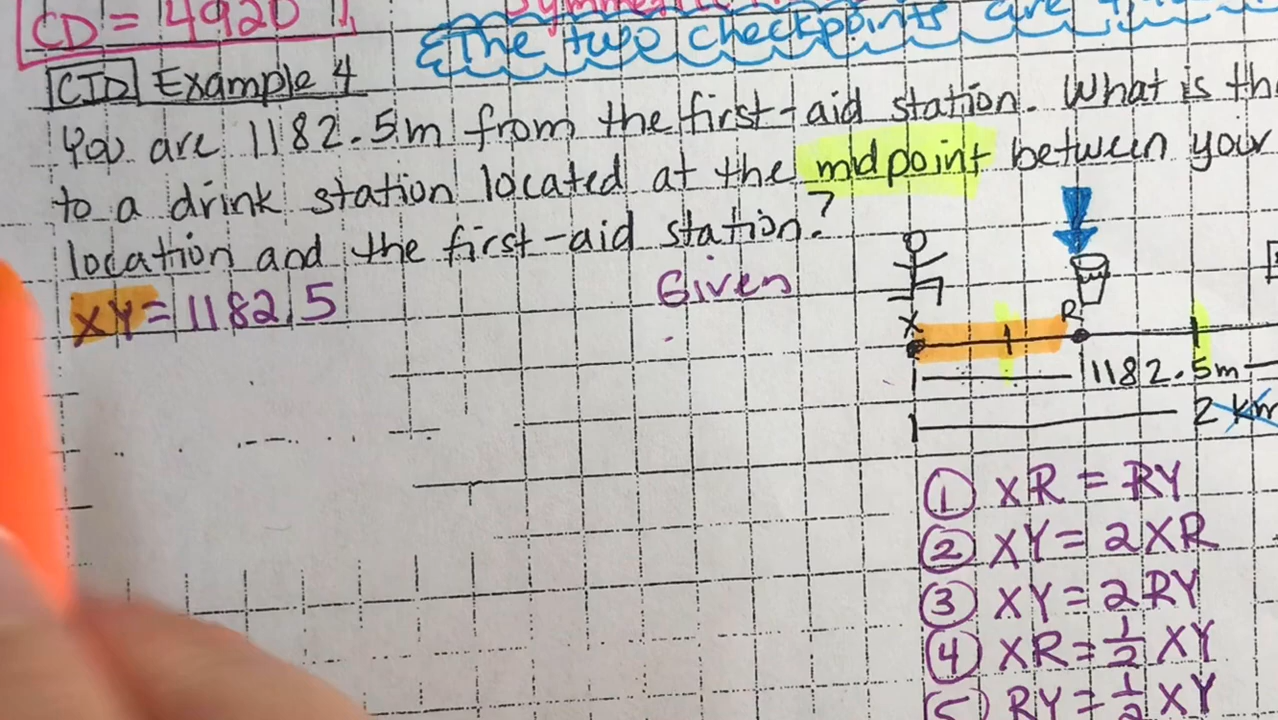 CD = 4920
Symmet
The two checkpoints are
CID Example 4
You are 1182.5m from the first-aid station. What is th
to a drink station located at the midpoint between your
location and the first-aid station?
XY = 1182.5
Given
X
R
1182.5m
2 km
① XR = RY
② XY = 2XR
③ XY = 2RY
④ XR = 1/2 XY
⑤ RY = 1/2 XY